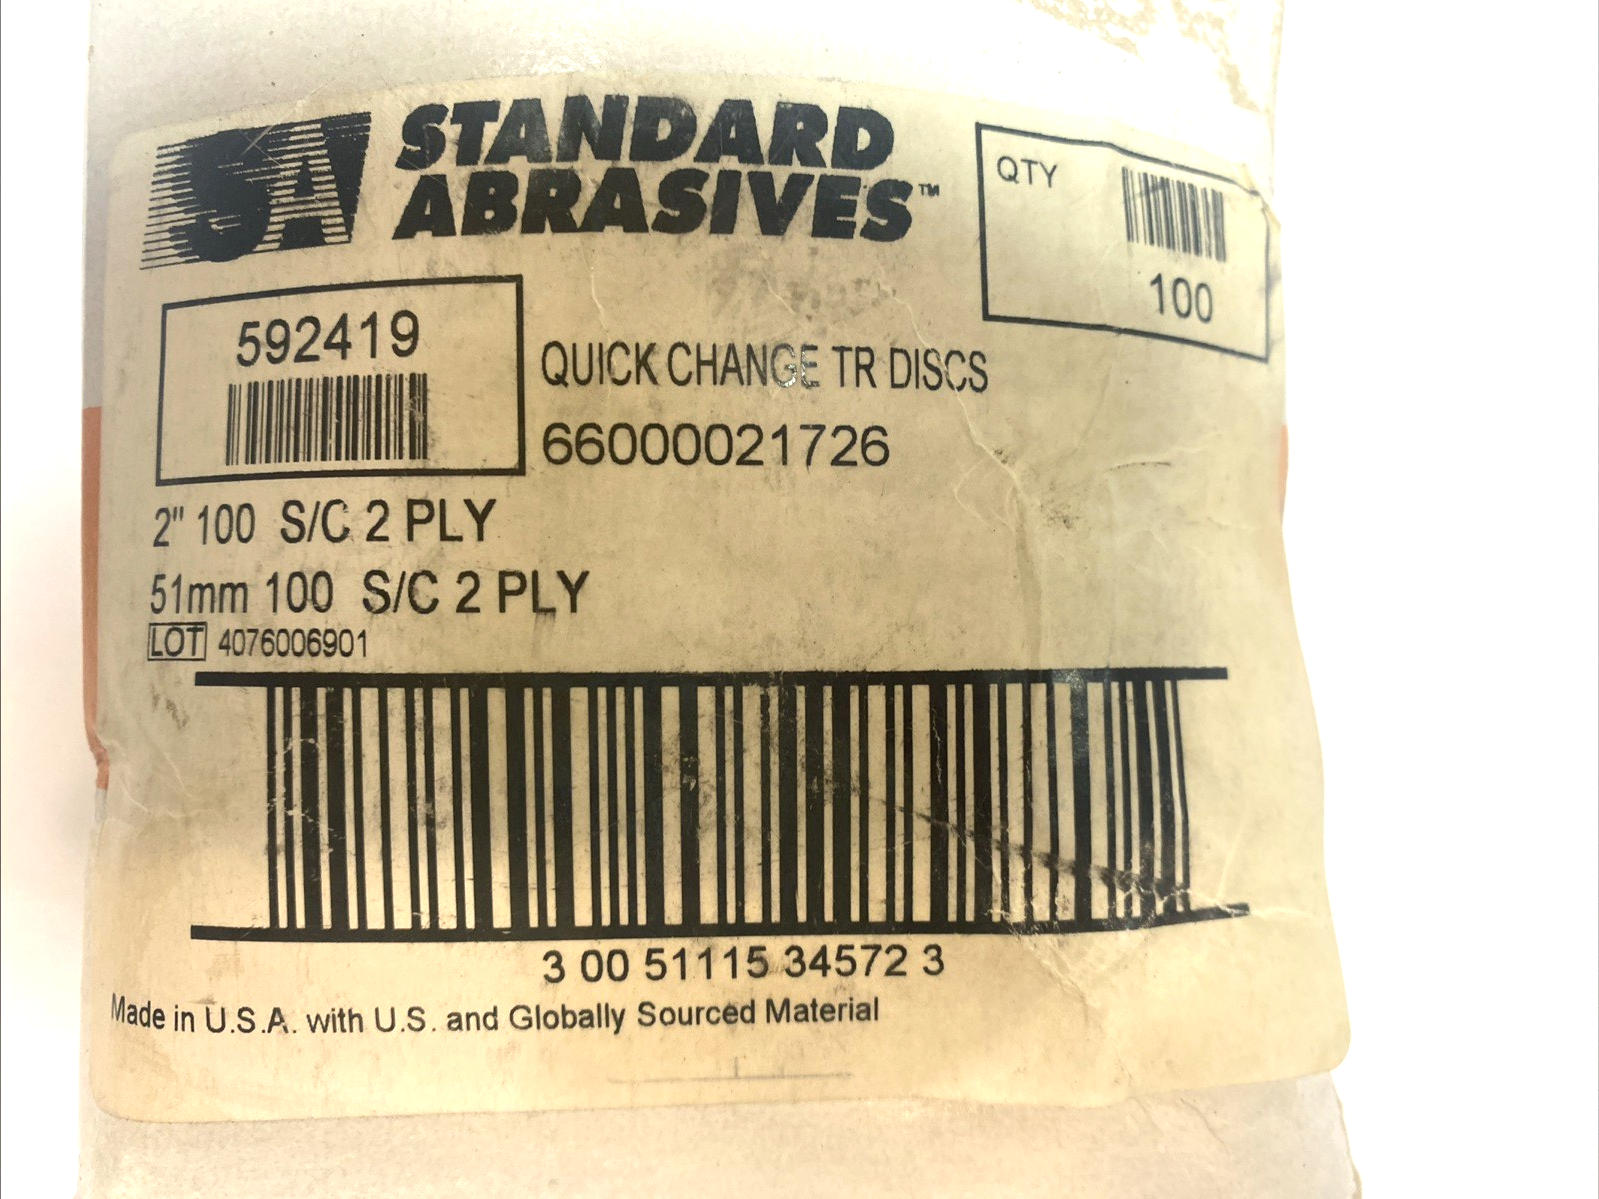 SA STANDARD
ABRASIVES™
QTY
100
592419
QUICK CHANGE TR DISCS
66000021726
2" 100 S/C 2 PLY
51mm 100 S/C 2 PLY
LOT 4076006901
3 00 51115 34572 3
Made in U.S.A. with U.S. and Globally Sourced Material